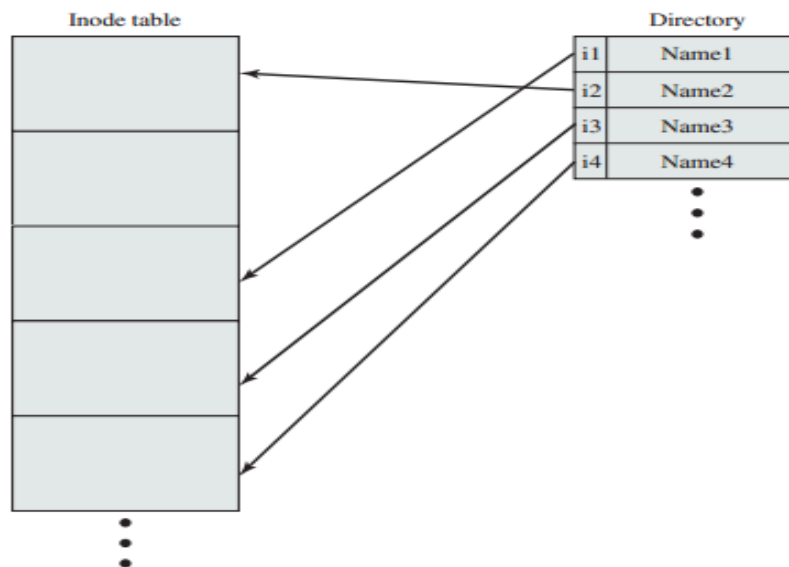 Inode table
Directory
i1 Name1
i2 Name2
i3 Name3
i4 Name4